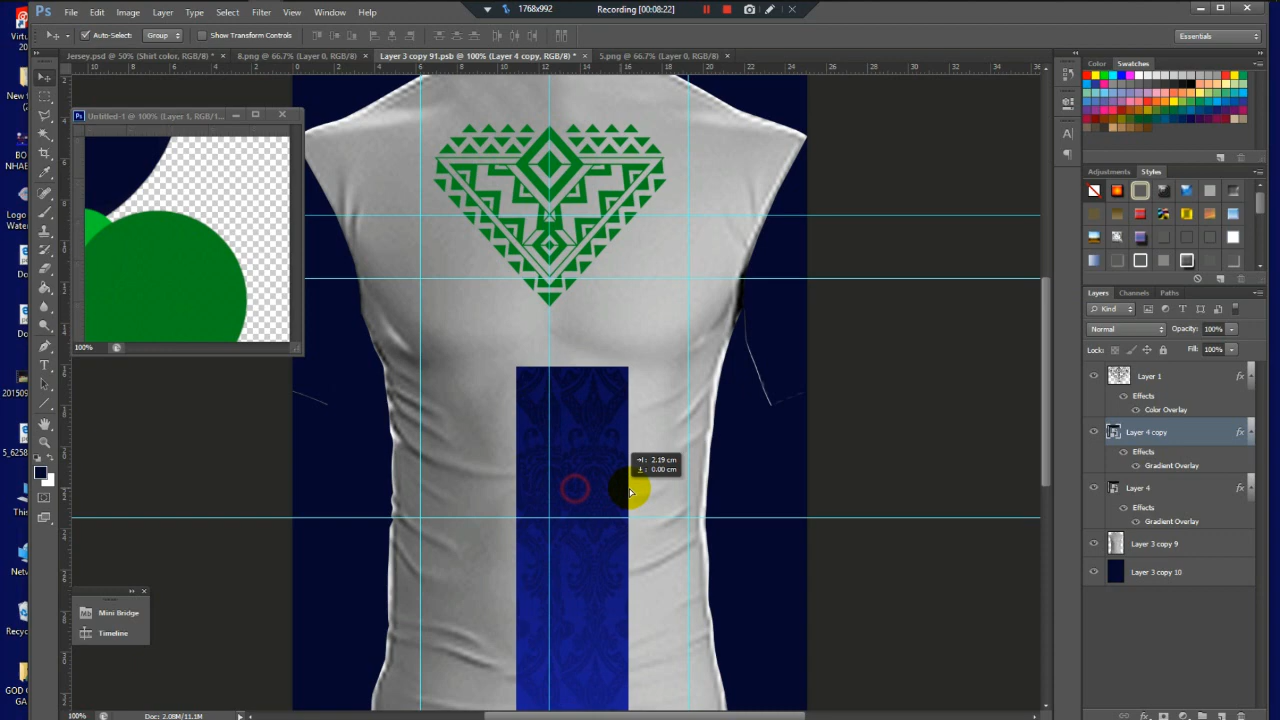 1768x992
Recording [00:08:22]
Ps File Edit Image Layer Type Select Filter View Window Help
Auto-Select: Group Show Transform Controls
Essentials
Jersey.psd @ 50% (Shirt color, RGB/8) * ×
8.png @ 66.7% (Layer 0, RGB/8) ×
Layer 3 copy 91.psb @ 100% (Layer 4 copy, RGB/8) * ×
5.png @ 66.7% (Layer 0, RGB/8) ×
Untitled-1 @ 100% (Layer 1, RGB/1...
100%
Mb Mini Bridge
Timeline
2.19 cm
0.00 cm
Color Swatches
Adjustments Styles
Layers Channels Paths
Kind
Normal Opacity: 100%
Lock: Fill: 100%
Layer 1 fx
Effects
Color Overlay
Layer 4 copy fx
Effects
Gradient Overlay
Layer 4 fx
Effects
Gradient Overlay
Layer 3 copy 9
Layer 3 copy 10
100% Doc: 2.08M/11.1M